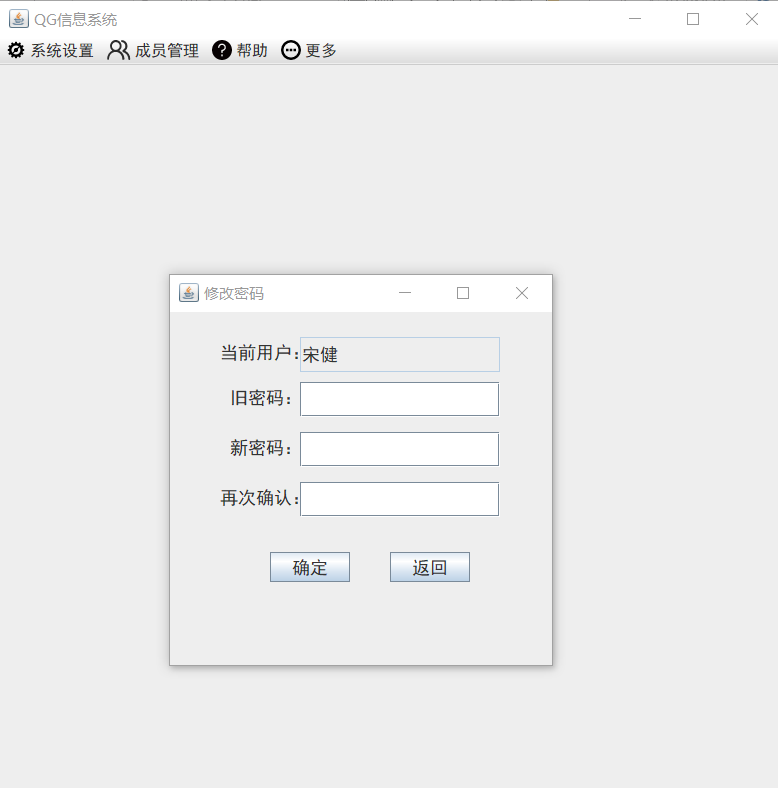 QG信息系统
系统设置 成员管理 帮助 更多
修改密码
当前用户： 宋健
旧密码：
新密码：
再次确认：
确定 返回